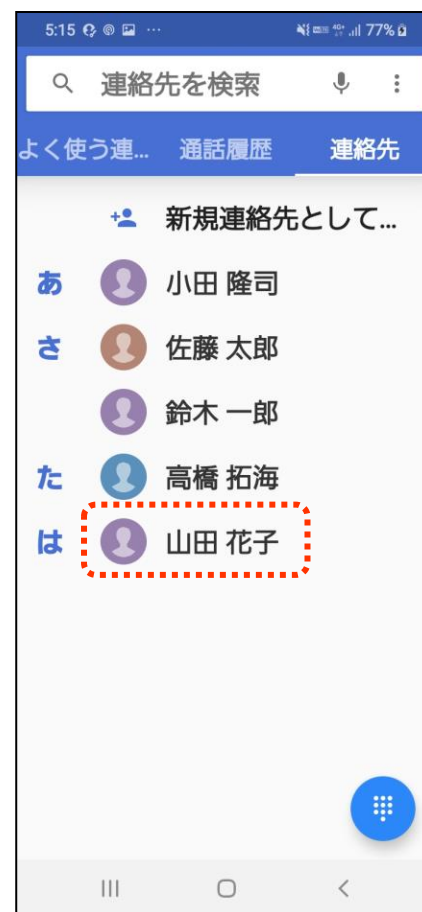 5:15 77%
連絡先を検索
よく使う連... 通話履歴 連絡先
新規連絡先として...
あ 小田 隆司
さ 佐藤 太郎
鈴木 一郎
た 高橋 拓海
は 山田 花子